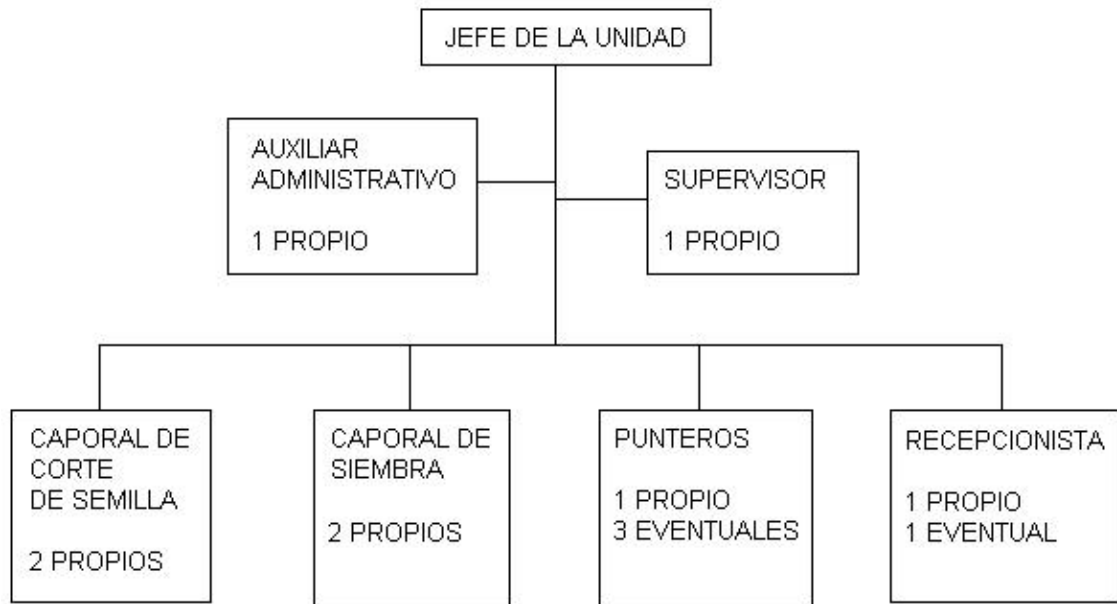 JEFE DE LA UNIDAD
AUXILIAR
ADMINISTRATIVO
1 PROPIO
SUPERVISOR
1 PROPIO
CAPORAL DE
CORTE
DE SEMILLA
2 PROPIOS
CAPORAL DE
SIEMBRA
2 PROPIOS
PUNTEROS
1 PROPIO
3 EVENTUALES
RECEPCIONISTA
1 PROPIO
1 EVENTUAL